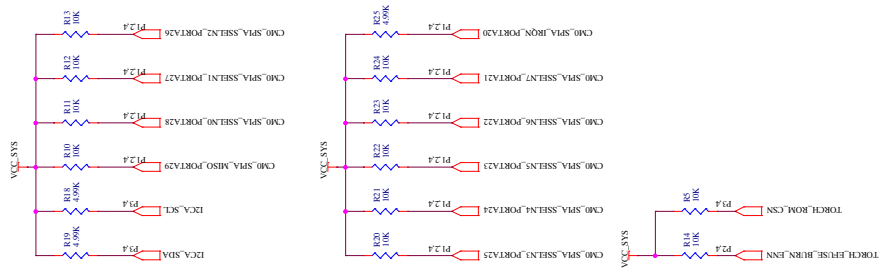 R13
10K
P1,2,4
CM0_SPIA_SSELN2_PORTA26
R12
10K
P1,2,4
CM0_SPIA_SSELN1_PORTA27
R11
10K
P1,2,4
CM0_SPIA_SSELN0_PORTA28
VCC_SYS
R10
10K
P1,2,4
CM0_SPIA_MISO_PORTA29
R18
4.99K
P3,4
I2CA_SCL
R19
4.99K
P3,4
I2CA_SDA
R25
4.99K
P1,2,4
CM0_SPIA_IRQN_PORTA20
R24
10K
P1,2,4
CM0_SPIA_SSELN7_PORTA21
R23
10K
P1,2,4
CM0_SPIA_SSELN6_PORTA22
VCC_SYS
R22
10K
P1,2,4
CM0_SPIA_SSELN5_PORTA23
R21
10K
P1,2,4
CM0_SPIA_SSELN4_PORTA24
R20
10K
P1,2,4
CM0_SPIA_SSELN3_PORTA25
R5
10K
P3,4
TORCH_ROM_CSN
VCC_SYS
R14
10K
P2,4
TORCH_EFUSE_BURN_ENN